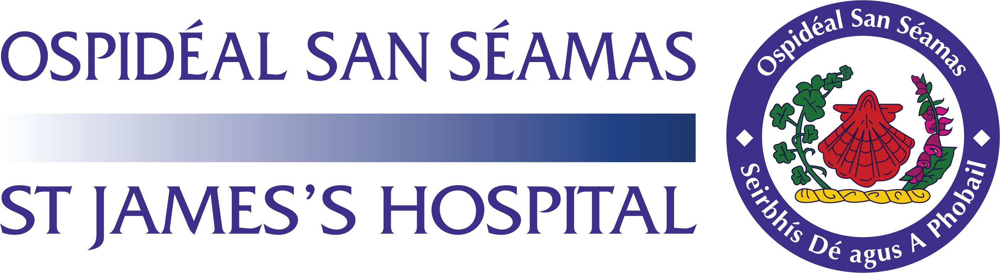 OSPIDÉAL SAN SÉAMAS
ST JAMES’S HOSPITAL
Ospidéal San Séamas
Seirbhís Dé agus A Phobail